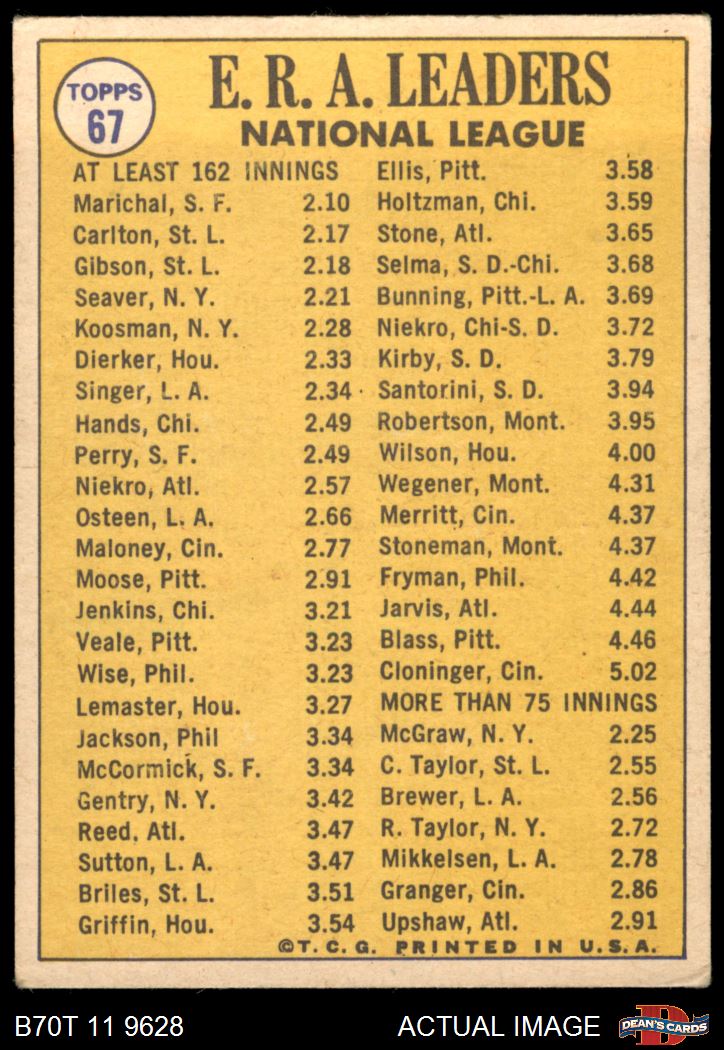 TOPPS
67
E. R. A. LEADERS
NATIONAL LEAGUE
AT LEAST 162 INNINGS
Marichal, S. F. 2.10
Carlton, St. L. 2.17
Gibson, St. L. 2.18
Seaver, N. Y. 2.21
Koosman, N. Y. 2.28
Dierker, Hou. 2.33
Singer, L. A. 2.34
Hands, Chi. 2.49
Perry, S. F. 2.49
Niekro, Atl. 2.57
Osteen, L. A. 2.66
Maloney, Cin. 2.77
Moose, Pitt. 2.91
Jenkins, Chi. 3.21
Veale, Pitt. 3.23
Wise, Phil. 3.23
Lemaster, Hou. 3.27
Jackson, Phil 3.34
McCormick, S. F. 3.34
Gentry, N. Y. 3.42
Reed, Atl. 3.47
Sutton, L. A. 3.47
Briles, St. L. 3.51
Griffin, Hou. 3.54
Ellis, Pitt. 3.58
Holtzman, Chi. 3.59
Stone, Atl. 3.65
Selma, S. D.-Chi. 3.68
Bunning, Pitt.-L. A. 3.69
Niekro, Chi-S. D. 3.72
Kirby, S. D. 3.79
Santorini, S. D. 3.94
Robertson, Mont. 3.95
Wilson, Hou. 4.00
Wegener, Mont. 4.31
Merritt, Cin. 4.37
Stoneman, Mont. 4.37
Fryman, Phil. 4.42
Jarvis, Atl. 4.44
Blass, Pitt. 4.46
Cloninger, Cin. 5.02
MORE THAN 75 INNINGS
McGraw, N. Y. 2.25
C. Taylor, St. L. 2.55
Brewer, L. A. 2.56
R. Taylor, N. Y. 2.72
Mikkelsen, L. A. 2.78
Granger, Cin. 2.86
Upshaw, Atl. 2.91
©T. C. G. PRINTED IN U.S.A.
B70T 11 9628
ACTUAL IMAGE
D
DEAN'S CARDS